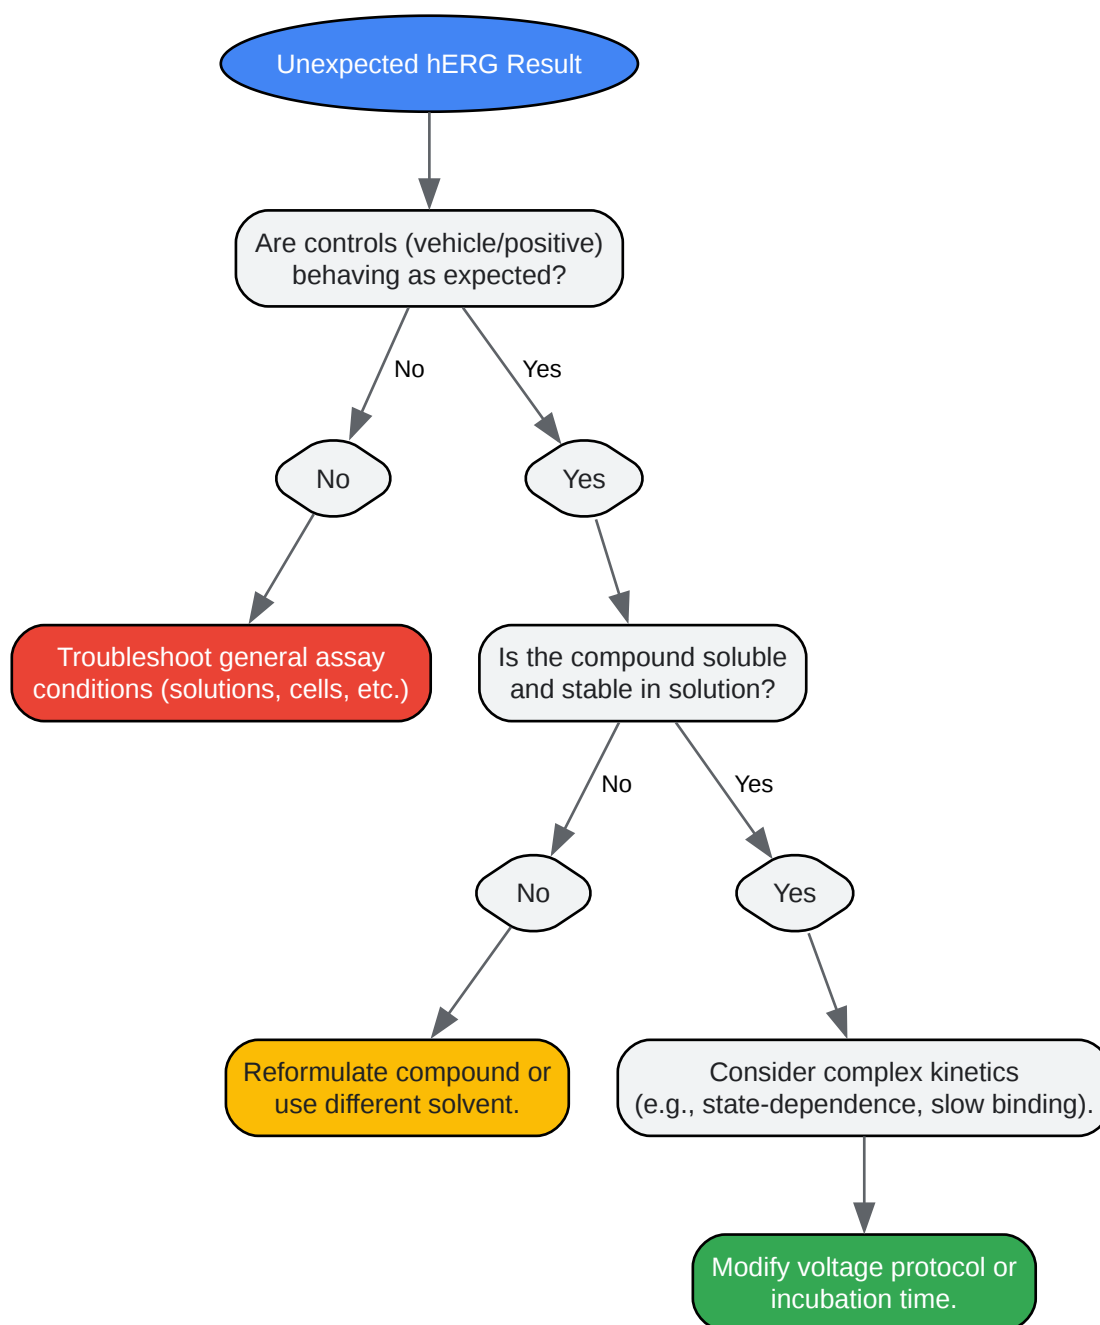 Unexpected hERG Result
Are controls (vehicle/positive)
behaving as expected?
No
Yes
No
Yes
Troubleshoot general assay
conditions (solutions, cells, etc.)
Is the compound soluble
and stable in solution?
No
Yes
No
Yes
Reformulate compound or
use different solvent.
Consider complex kinetics
(e.g., state-dependence, slow binding).
Modify voltage protocol or
incubation time.